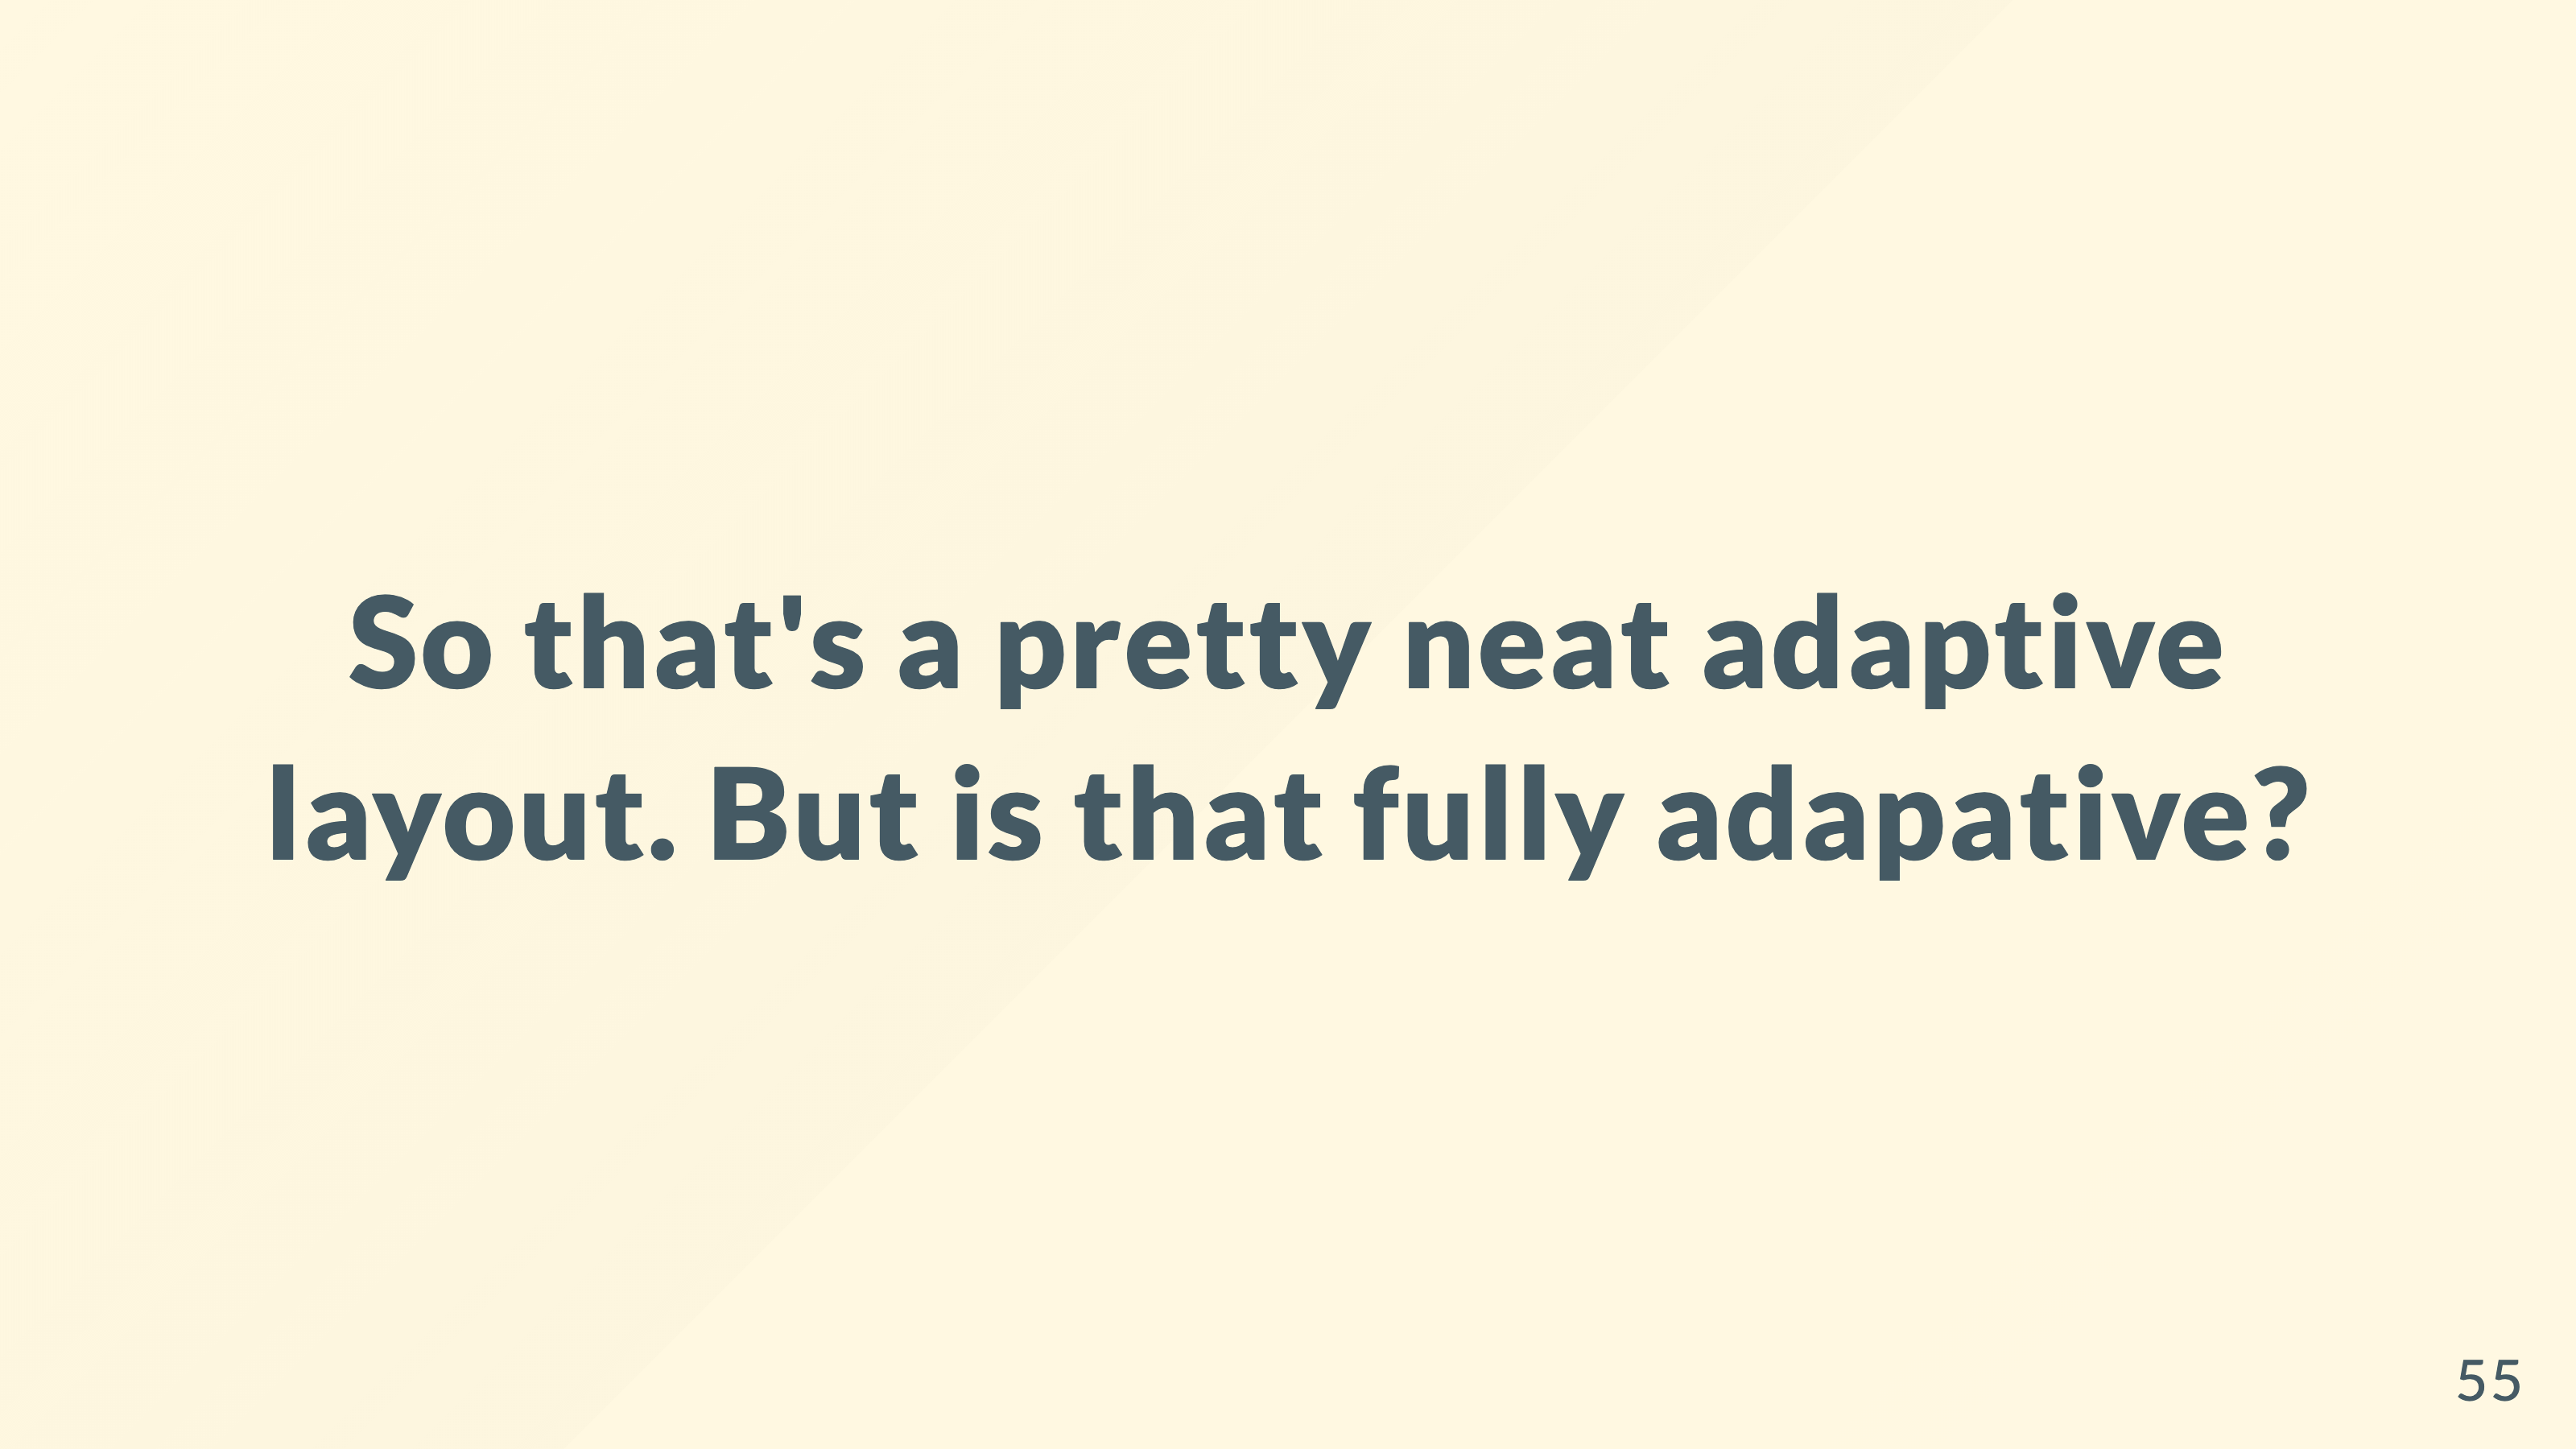 So that's a pretty neat adaptive
layout. But is that fully adapative?
55